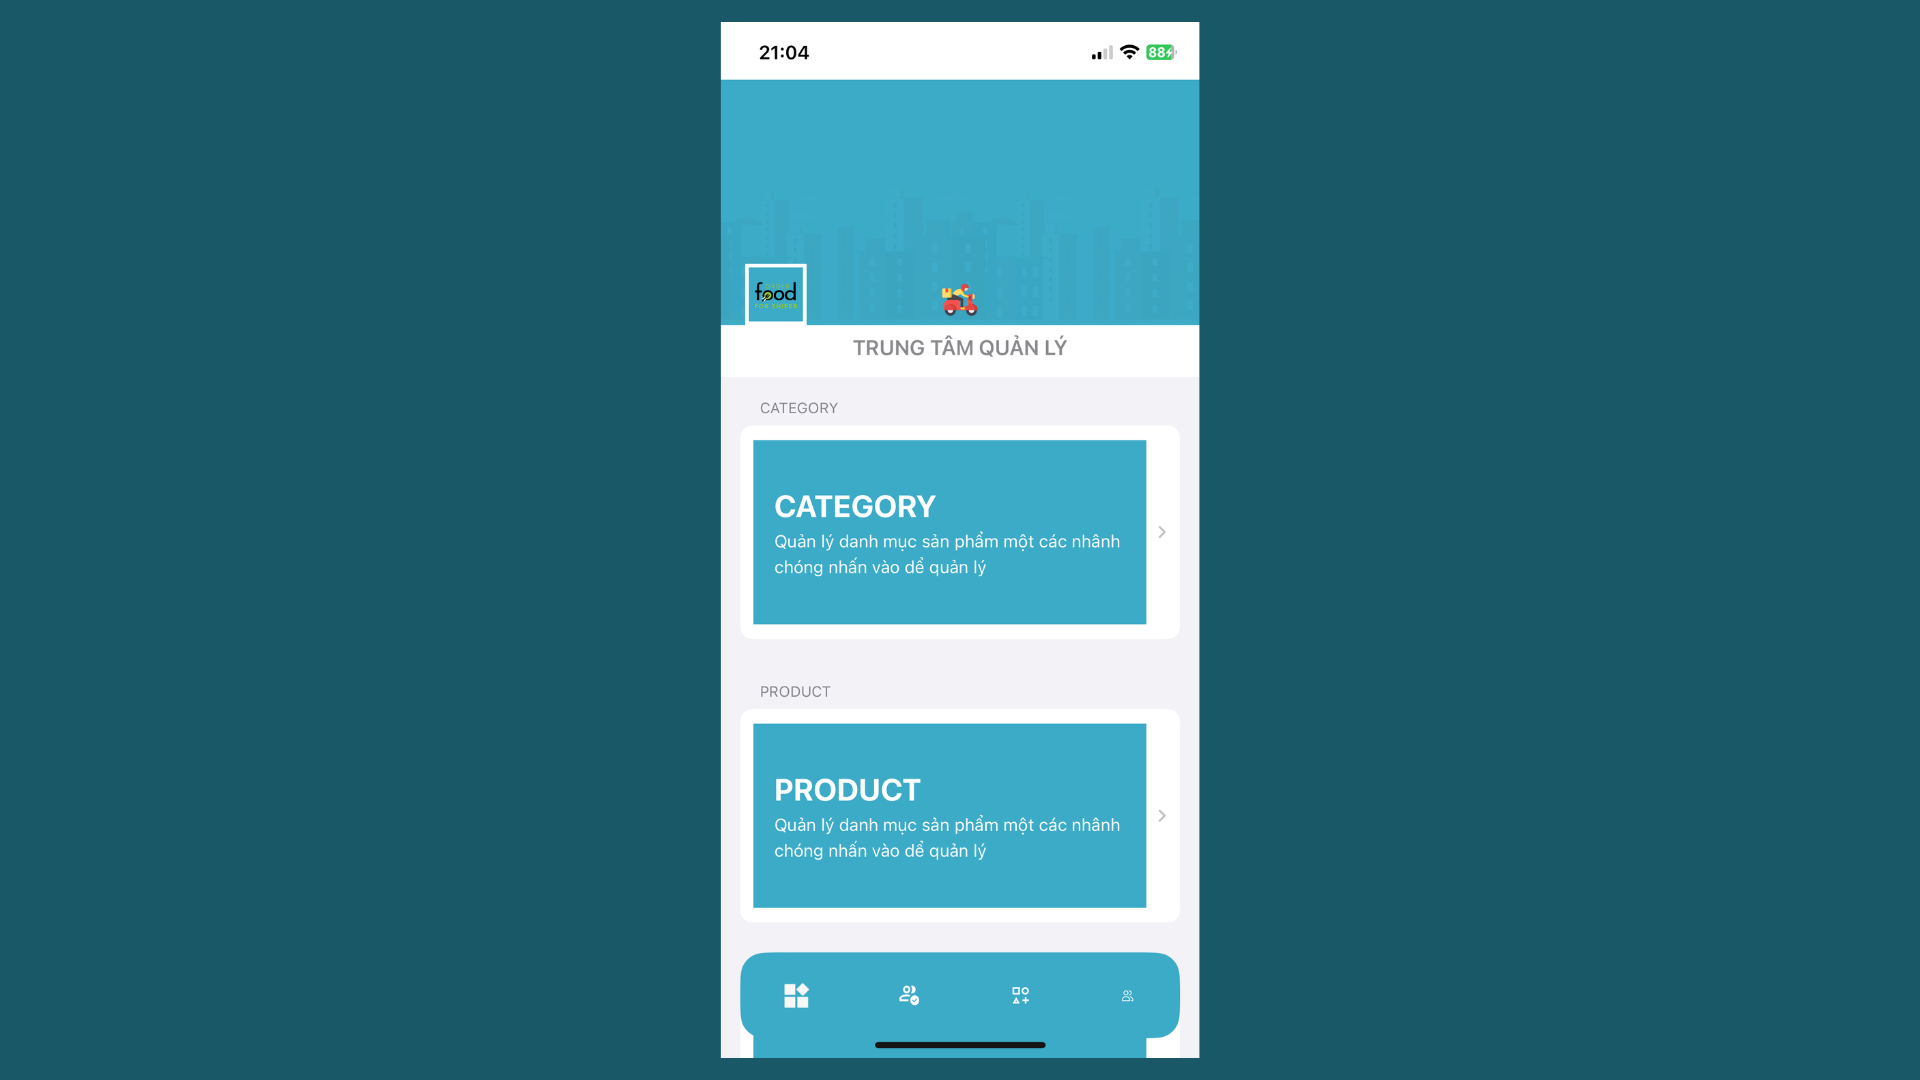 21:04
88
food
FOR SHIPER
TRUNG TÂM QUẢN LÝ
CATEGORY
CATEGORY
Quản lý danh mục sản phẩm một các nhânh
chóng nhấn vào dể quản lý
PRODUCT
PRODUCT
Quản lý danh mục sản phẩm một các nhânh
chóng nhấn vào dể quản lý